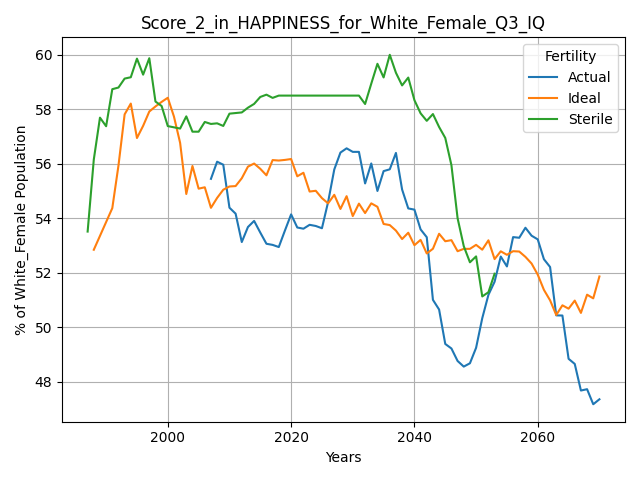 Score_2_in_HAPPINESS_for_White_Female_Q3_IQ
% of White_Female Population
60
58
56
54
52
50
48
Fertility
Actual
Ideal
Sterile
2000 2020 2040 2060
Years